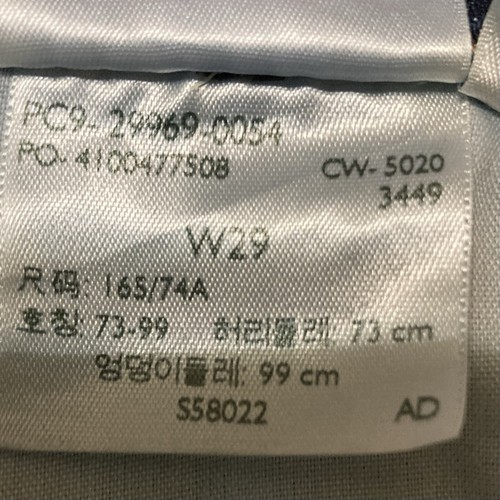 PC9- 29969-0054
PO- 4100477508 CW- 5020
3449
W29
尺码: 165/74A
호칭: 73-99 허리둘레: 73 cm
엉덩이둘레: 99 cm
S58022 AD